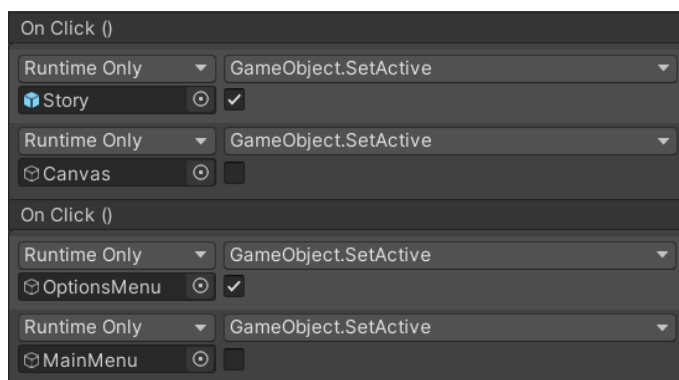 On Click ()
Runtime Only GameObject.SetActive
Story
Runtime Only GameObject.SetActive
Canvas
On Click ()
Runtime Only GameObject.SetActive
OptionsMenu
Runtime Only GameObject.SetActive
MainMenu